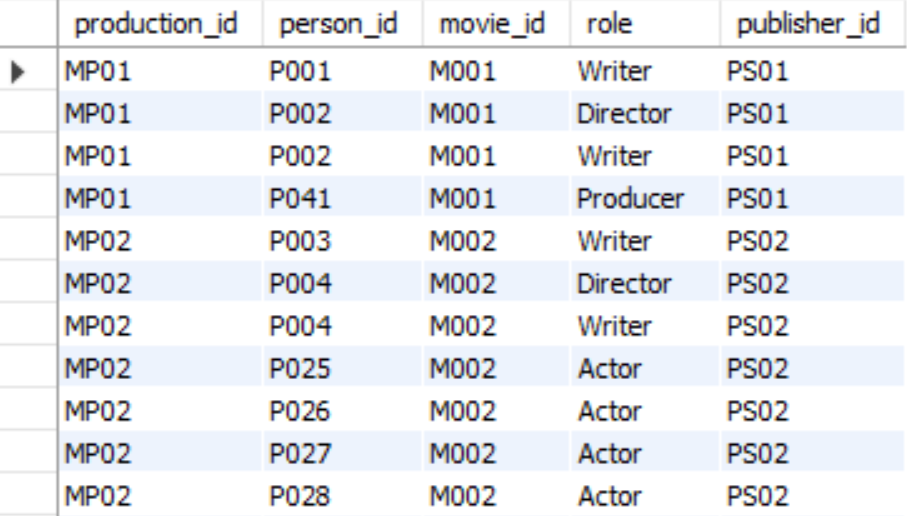 production_id person_id movie_id role publisher_id
MP01 P001 M001 Writer PS01
MP01 P002 M001 Director PS01
MP01 P002 M001 Writer PS01
MP01 P041 M001 Producer PS01
MP02 P003 M002 Writer PS02
MP02 P004 M002 Director PS02
MP02 P004 M002 Writer PS02
MP02 P025 M002 Actor PS02
MP02 P026 M002 Actor PS02
MP02 P027 M002 Actor PS02
MP02 P028 M002 Actor PS02